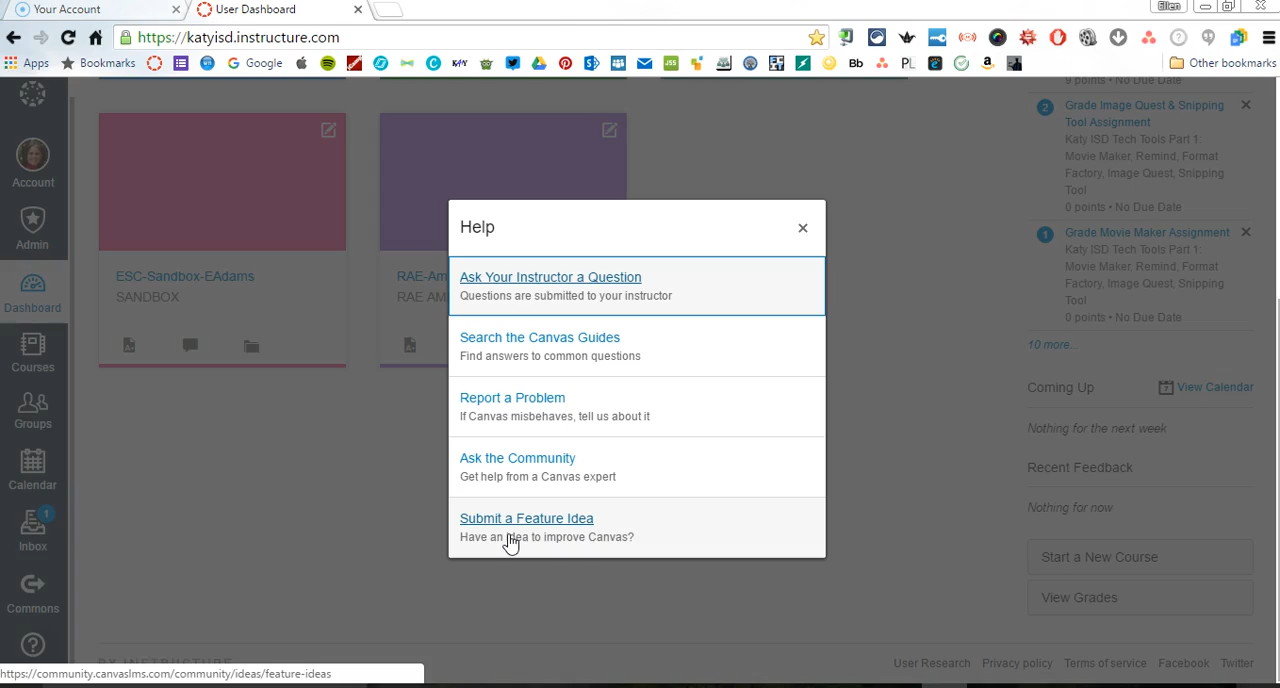 Your Account
User Dashboard
Ellen
https://katyisd.instructure.com
Apps
Bookmarks
Google
K∙NY
JSS
Bb
PL
Other bookmarks
Account
Admin
Dashboard
Courses
Groups
Calendar
1
Inbox
Commons
ESC-Sandbox-EAdams
SANDBOX
RAE-Am
RAE AM
Help
Ask Your Instructor a Question
Questions are submitted to your instructor
Search the Canvas Guides
Find answers to common questions
Report a Problem
If Canvas misbehaves, tell us about it
Ask the Community
Get help from a Canvas expert
Submit a Feature Idea
Have an idea to improve Canvas?
9 points • No Due Date
2
Grade Image Quest & Snipping
Tool Assignment
Katy ISD Tech Tools Part 1:
Movie Maker, Remind, Format
Factory, Image Quest, Snipping
Tool
0 points • No Due Date
1
Grade Movie Maker Assignment
Katy ISD Tech Tools Part 1:
Movie Maker, Remind, Format
Factory, Image Quest, Snipping
Tool
0 points • No Due Date
10 more...
Coming Up
View Calendar
Nothing for the next week
Recent Feedback
Nothing for now
Start a New Course
View Grades
User Research Privacy policy Terms of service Facebook Twitter
https://community.canvaslms.com/community/ideas/feature-ideas